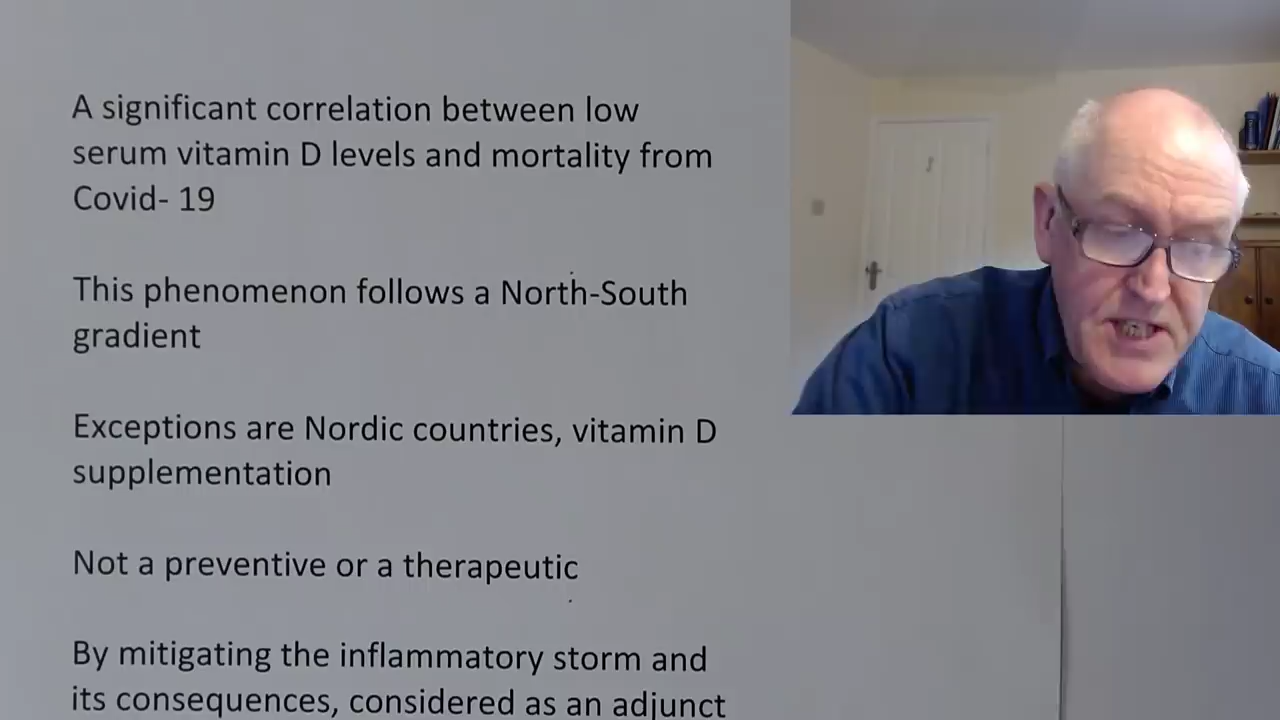 A significant correlation between low
serum vitamin D levels and mortality from
Covid- 19
This phenomenon follows a North-South
gradient
Exceptions are Nordic countries, vitamin D
supplementation
Not a preventive or a therapeutic
By mitigating the inflammatory storm and
its consequences, considered as an adjunct